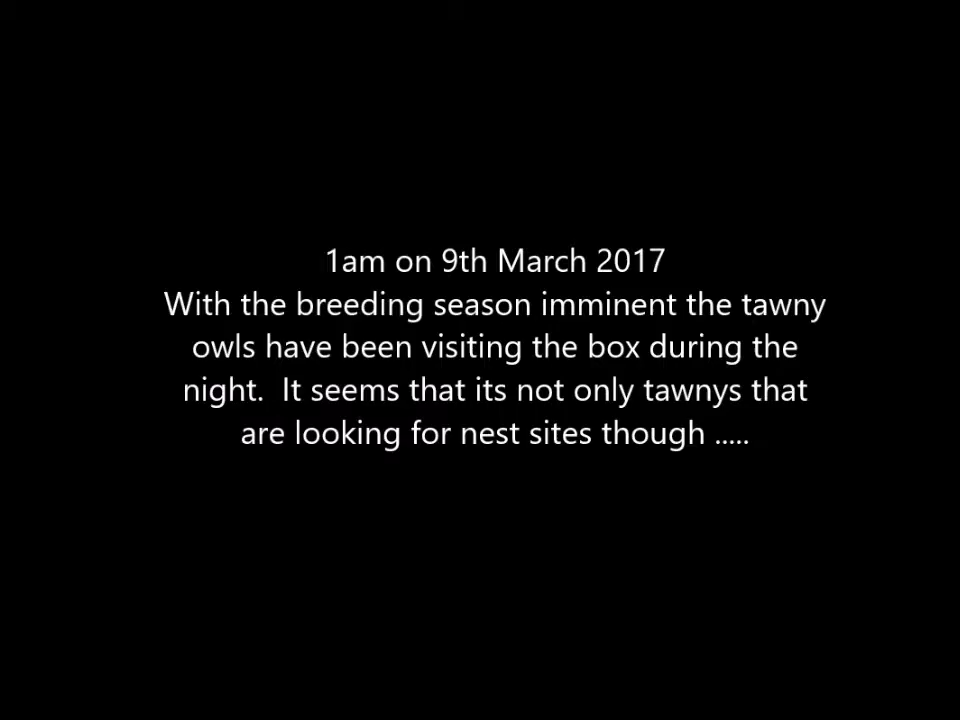 1am on 9th March 2017
With the breeding season imminent the tawny
owls have been visiting the box during the
night.  It seems that its not only tawnys that
are looking for nest sites though .....